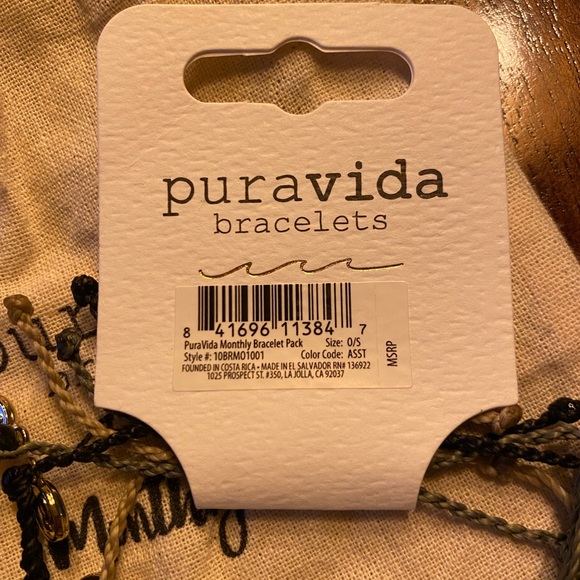 puravida
bracelets
8 41696 11384 7
PuraVida Monthly Bracelet Pack Size: O/S
Style #: 10BRMO1001 Color Code: ASST
FOUNDED IN COSTA RICA • MADE IN EL SALVADOR RN# 136922
1025 PROSPECT ST. #350, LA JOLLA, CA 92037
MSRP
Monthly